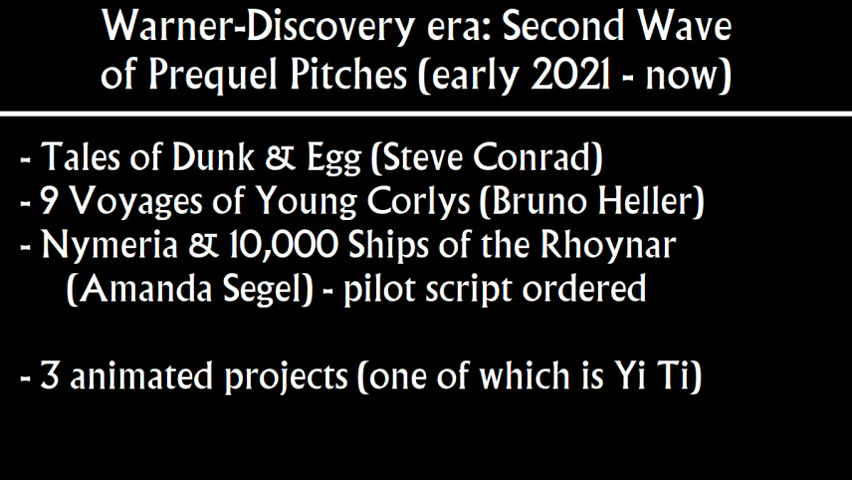 Warner-Discovery era: Second Wave
of Prequel Pitches (early 2021 - now)
- Tales of Dunk & Egg (Steve Conrad)
- 9 Voyages of Young Corlys (Bruno Heller)
- Nymeria & 10,000 Ships of the Rhoynar
(Amanda Segel) - pilot script ordered
- 3 animated projects (one of which is Yi Ti)